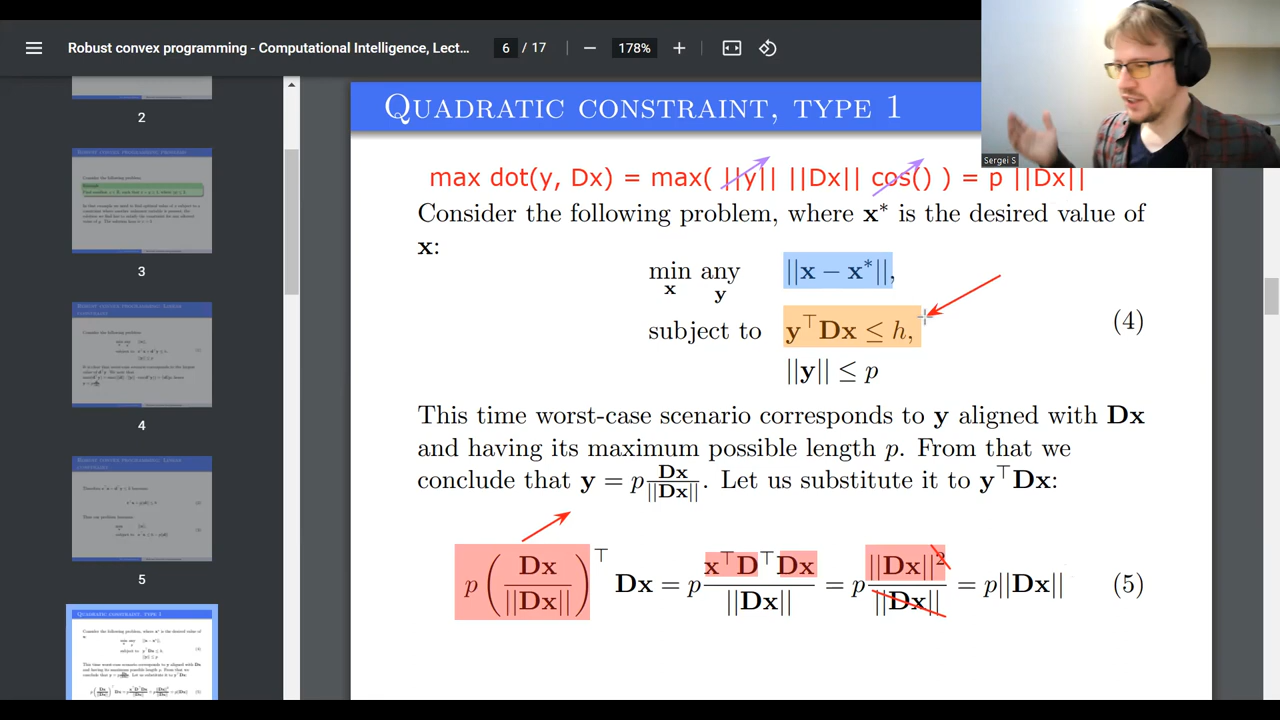 Robust convex programming - Computational Intelligence, Lect...
6 / 17
178%
QUADRATIC CONSTRAINT, TYPE 1
Sergei S
max dot(y, Dx) = max( ||y|| ||Dx|| cos() ) = p ||Dx||
Consider the following problem, where x* is the desired value of
x:
min any ||x − x*||,
x y
subject to y⊤Dx ≤ h, (4)
||y|| ≤ p
This time worst-case scenario corresponds to y aligned with Dx
and having its maximum possible length p. From that we
conclude that y = p Dx/||Dx||. Let us substitute it to y⊤Dx:
p (Dx/||Dx||)⊤ Dx = p x⊤D⊤Dx/||Dx|| = p ||Dx||²/||Dx|| = p||Dx|| (5)
2
3
4
5